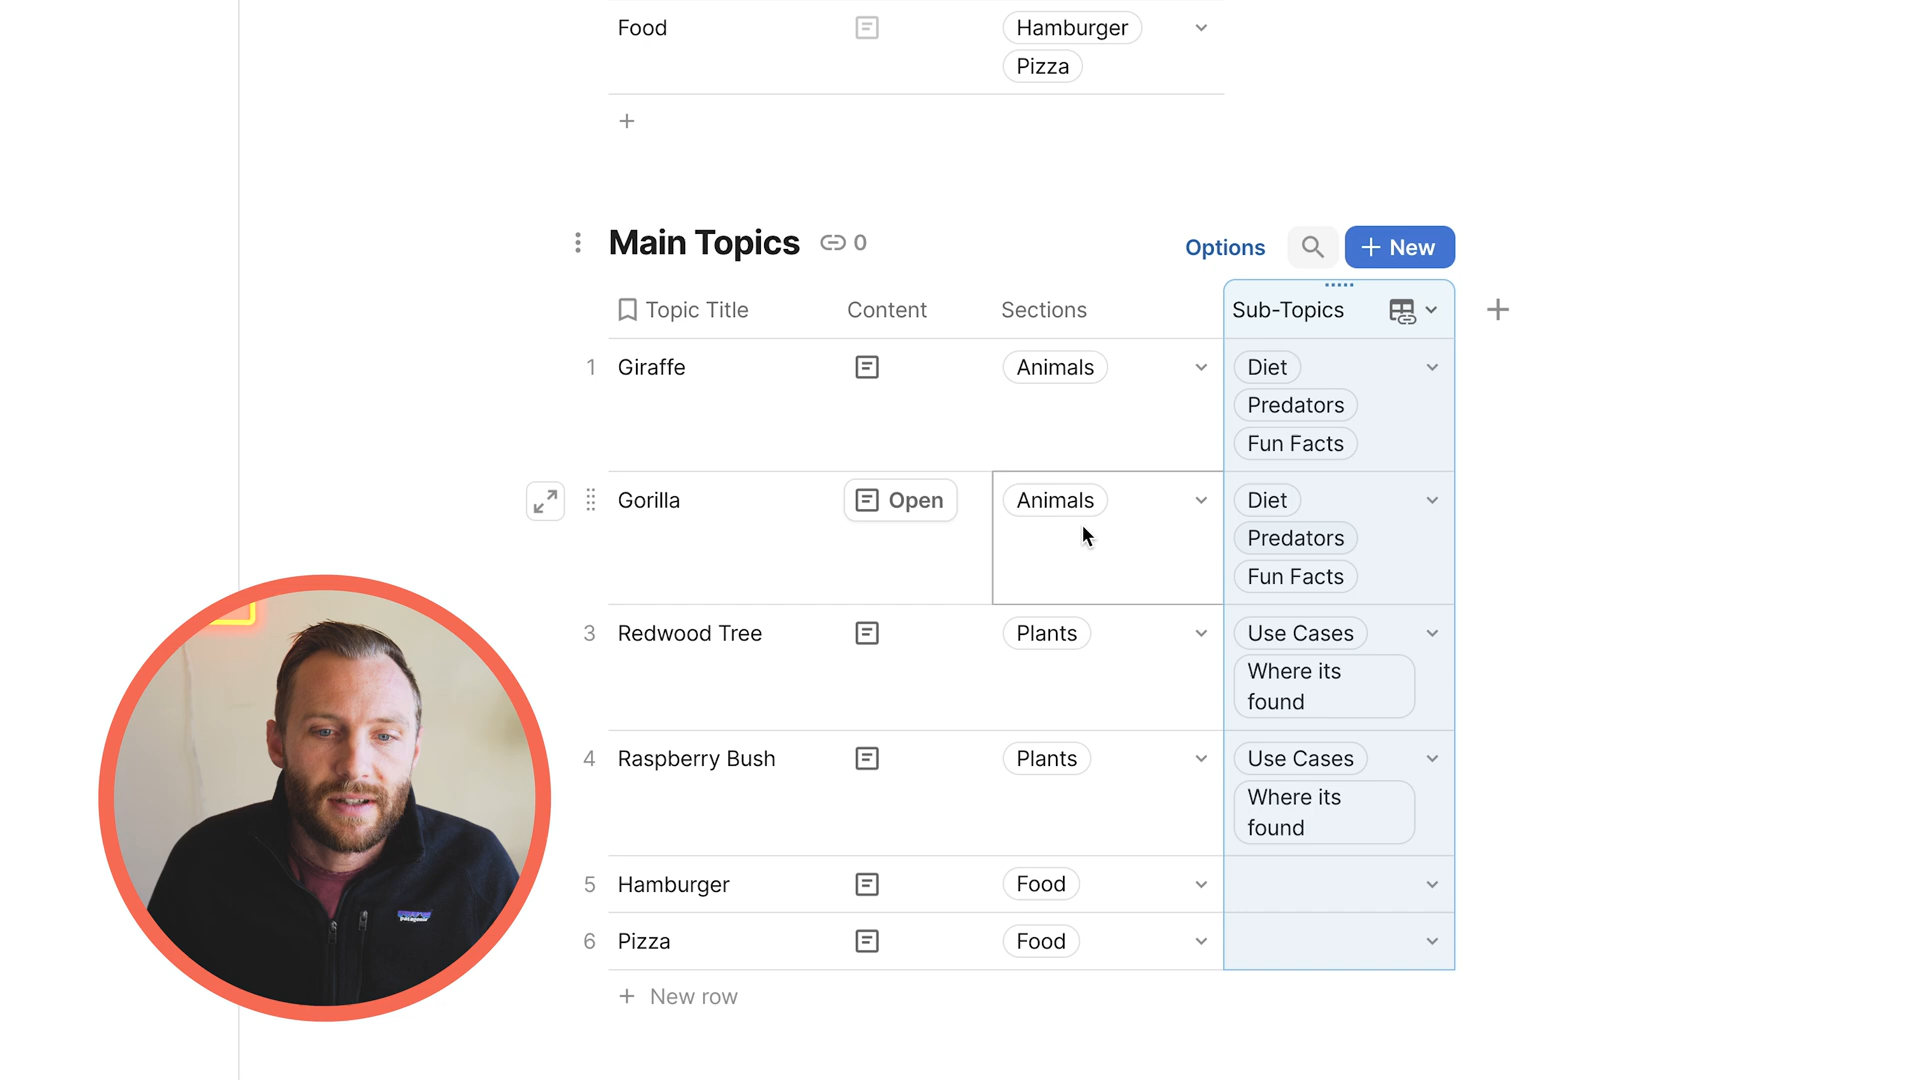 Food Hamburger
Pizza
+
Main Topics 0 Options + New
Topic Title Content Sections Sub-Topics +
1 Giraffe Animals Diet
Predators
Fun Facts
Gorilla Open Animals Diet
Predators
Fun Facts
3 Redwood Tree Plants Use Cases
Where its
found
4 Raspberry Bush Plants Use Cases
Where its
found
5 Hamburger Food
6 Pizza Food
+ New row
patagonia